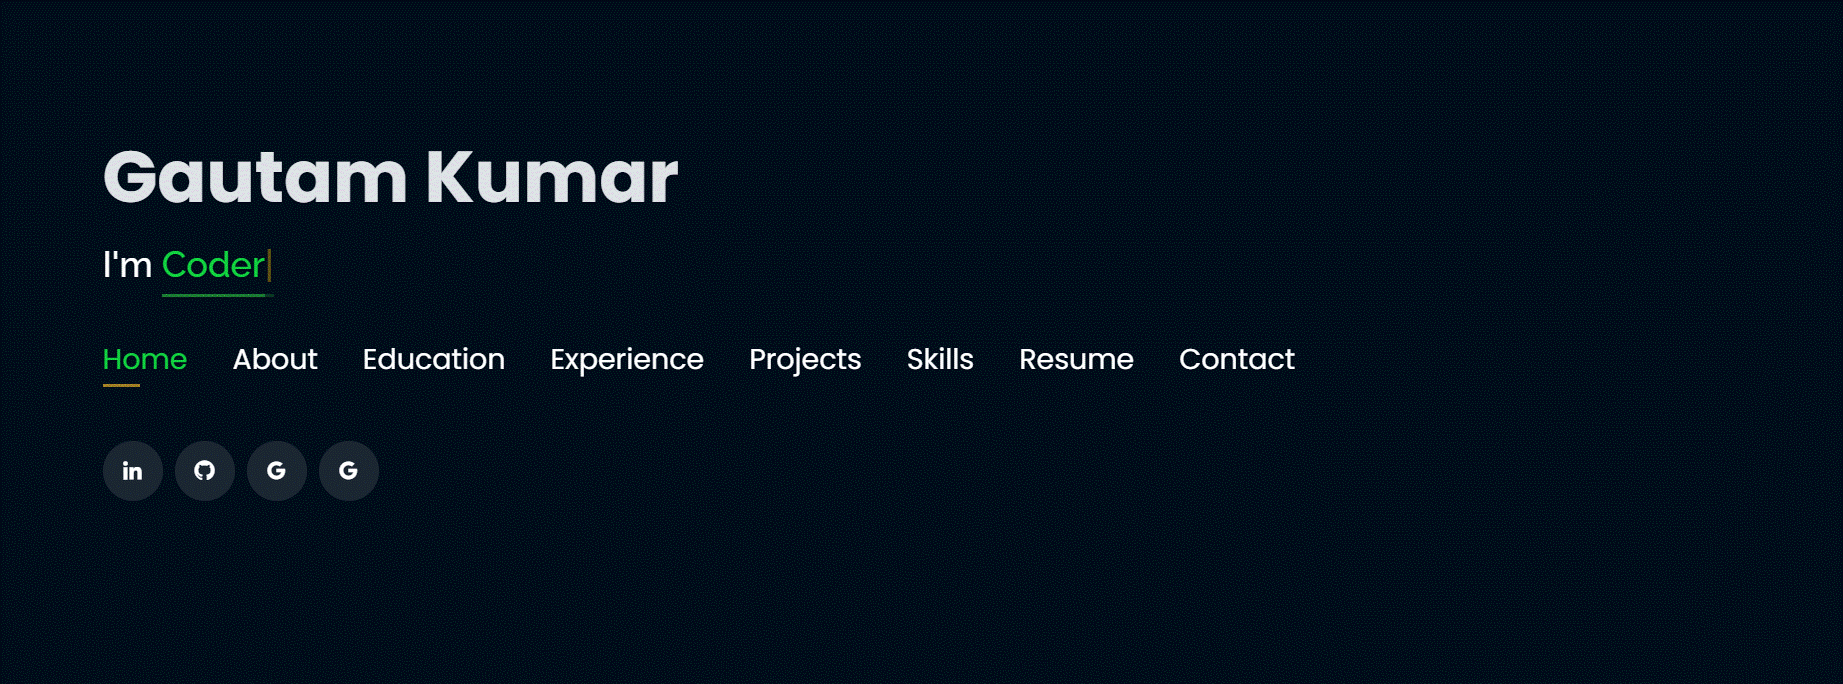 Gautam Kumar
I'm Coder
Home About Education Experience Projects Skills Resume Contact
in G G